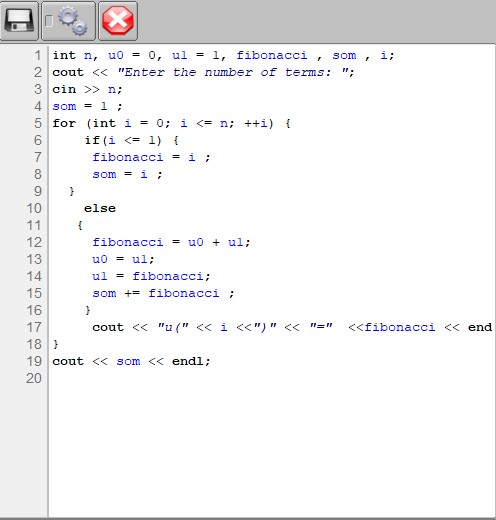 1 int n, u0 = 0, u1 = 1, fibonacci , som , i;
2 cout << "Enter the number of terms: ";
3 cin >> n;
4 som = 1 ;
5 for (int i = 0; i <= n; ++i) {
6 if(i <= 1) {
7 fibonacci = i ;
8 som = i ;
9 }
10 else
11 {
12 fibonacci = u0 + u1;
13 u0 = u1;
14 u1 = fibonacci;
15 som += fibonacci ;
16 }
17 cout << "u(" << i <<")" << "=" <<fibonacci << end
18 }
19 cout << som << endl;
20